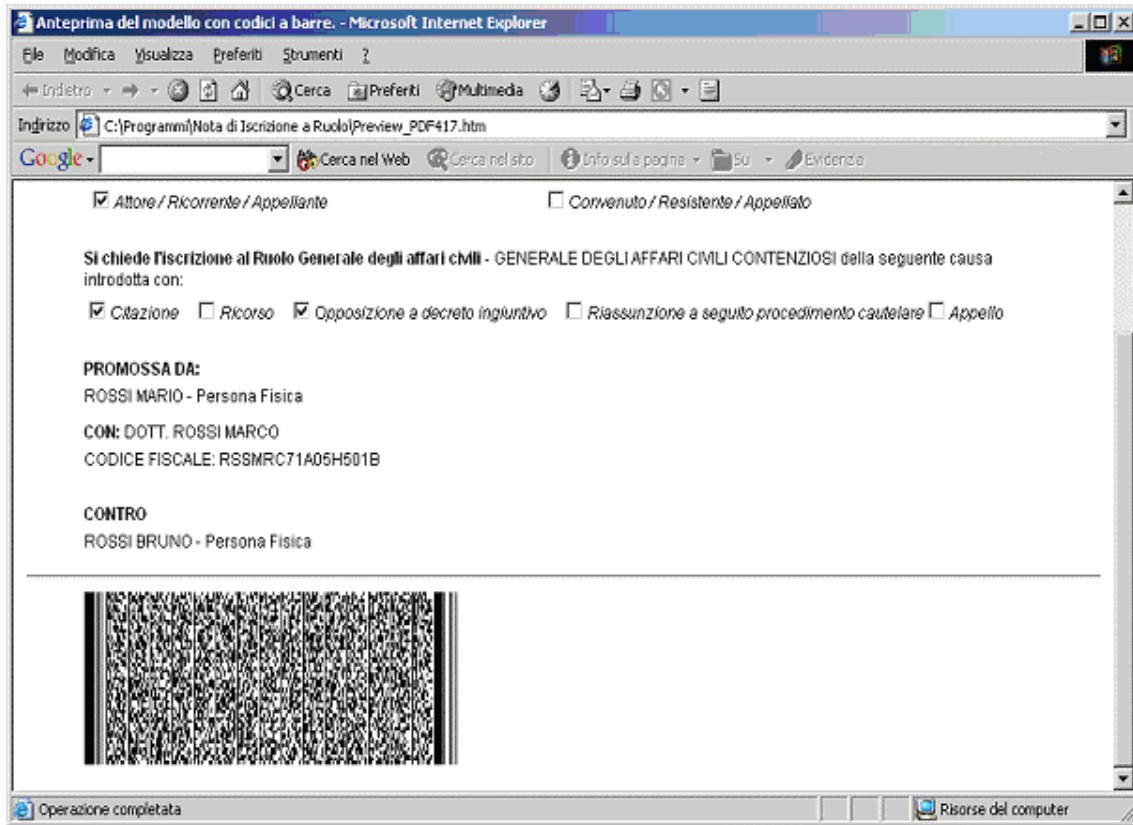 Anteprima del modello con codici a barre. - Microsoft Internet Explorer
File Modifica Visualizza Preferiti Strumenti ?
Indietro Cerca Preferiti Multimedia
Indirizzo C:\Programmi\Nota di Iscrizione a Ruolo\Preview_PDF417.htm
Google Cerca nel Web Cerca nel sito Info sulla pagina Su Evidenzia
Attore / Ricorrente / Appellante Convenuto / Resistente / Appellato
Si chiede l'iscrizione al Ruolo Generale degli affari civili - GENERALE DEGLI AFFARI CIVILI CONTENZIOSI della seguente causa
introdotta con:
Citazione Ricorso Opposizione a decreto ingiuntivo Riassunzione a seguito procedimento cautelare Appello
PROMOSSA DA:
ROSSI MARIO - Persona Fisica
CON: DOTT. ROSSI MARCO
CODICE FISCALE: RSSMRC71A05H501B
CONTRO
ROSSI BRUNO - Persona Fisica
Operazione completata Risorse del computer